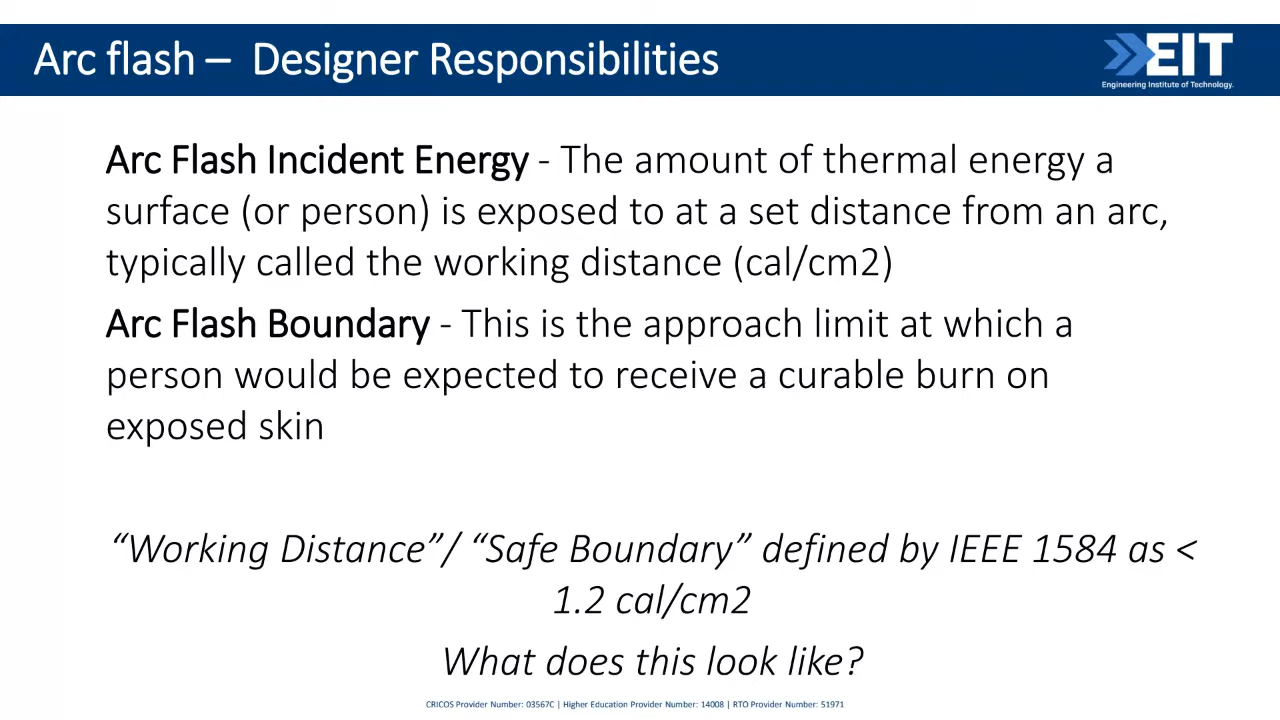 Arc flash – Designer Responsibilities
EIT
Engineering Institute of Technology.
Arc Flash Incident Energy - The amount of thermal energy a
surface (or person) is exposed to at a set distance from an arc,
typically called the working distance (cal/cm2)
Arc Flash Boundary - This is the approach limit at which a
person would be expected to receive a curable burn on
exposed skin
“Working Distance”/ “Safe Boundary” defined by IEEE 1584 as <
1.2 cal/cm2
What does this look like?
CRICOS Provider Number: 03567C | Higher Education Provider Number: 14008 | RTO Provider Number: 51971